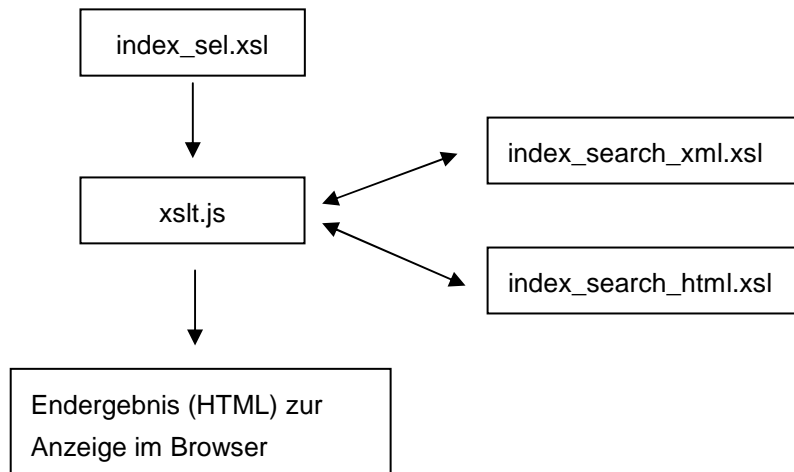 index_sel.xsl
xslt.js
index_search_xml.xsl
index_search_html.xsl
Endergebnis (HTML) zur
Anzeige im Browser